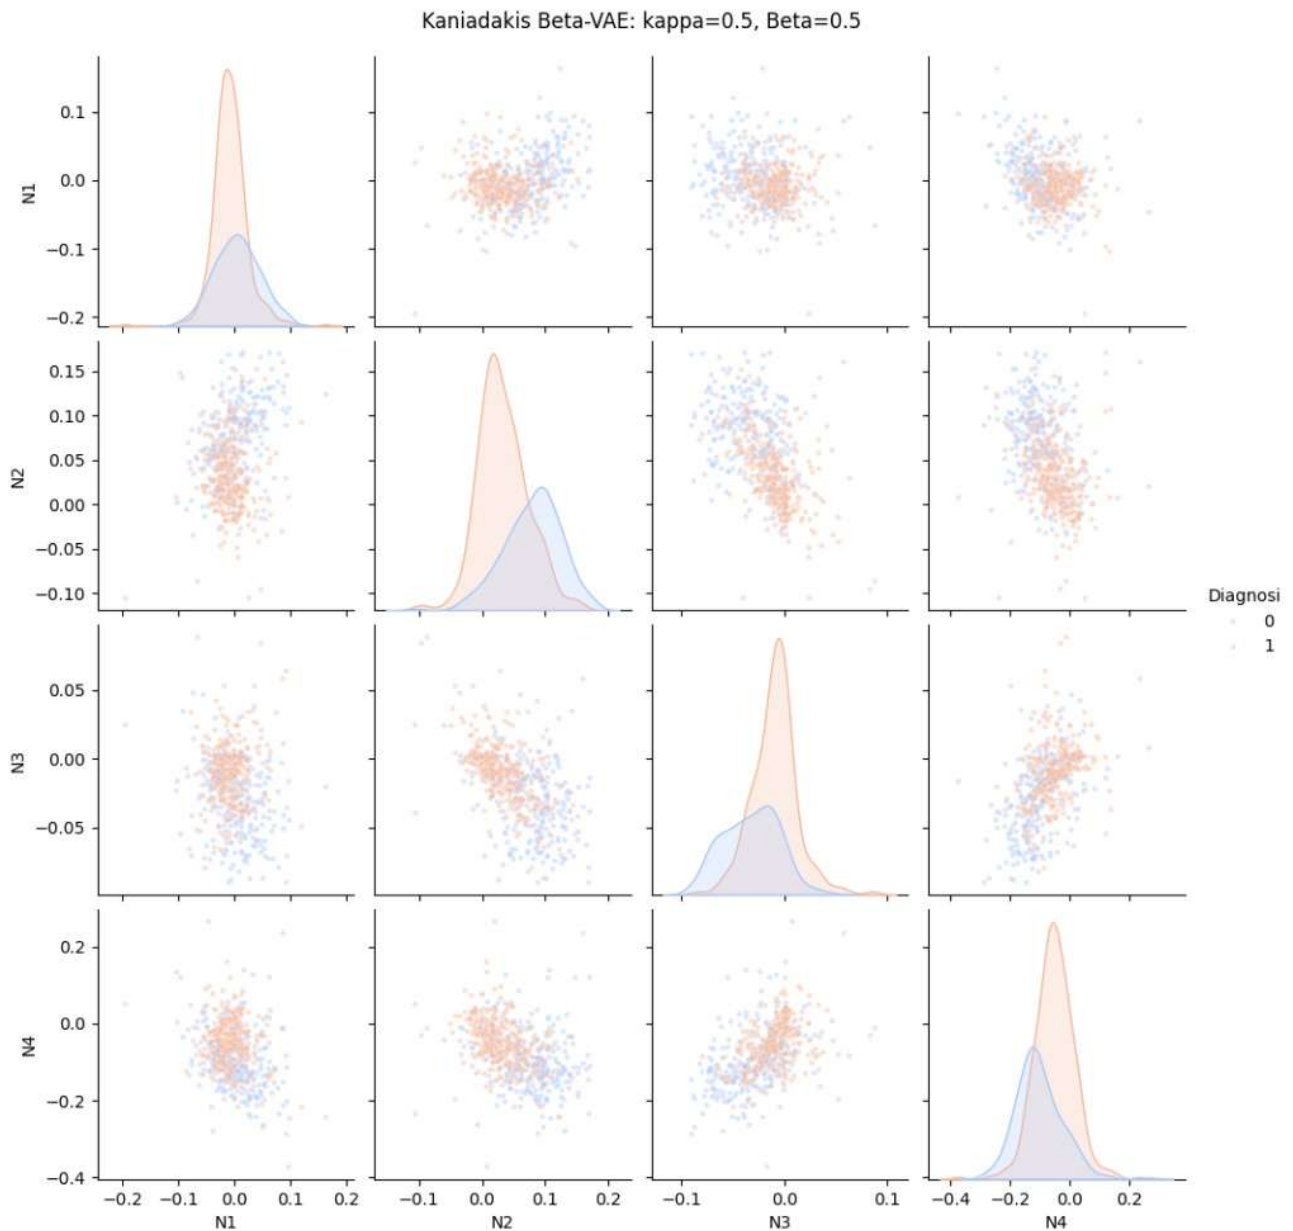 Kaniadakis Beta-VAE: kappa=0.5, Beta=0.5
N1
0.1
0.0
−0.1
−0.2
N2
0.15
0.10
0.05
0.00
−0.05
−0.10
Diagnosi
0
1
N3
0.05
0.00
−0.05
N4
0.2
0.0
−0.2
−0.4
−0.2 −0.1 0.0 0.1 0.2
N1
0.0 0.1 0.2
N2
−0.1 0.0 0.1
N3
−0.4 −0.2 0.0 0.2
N4